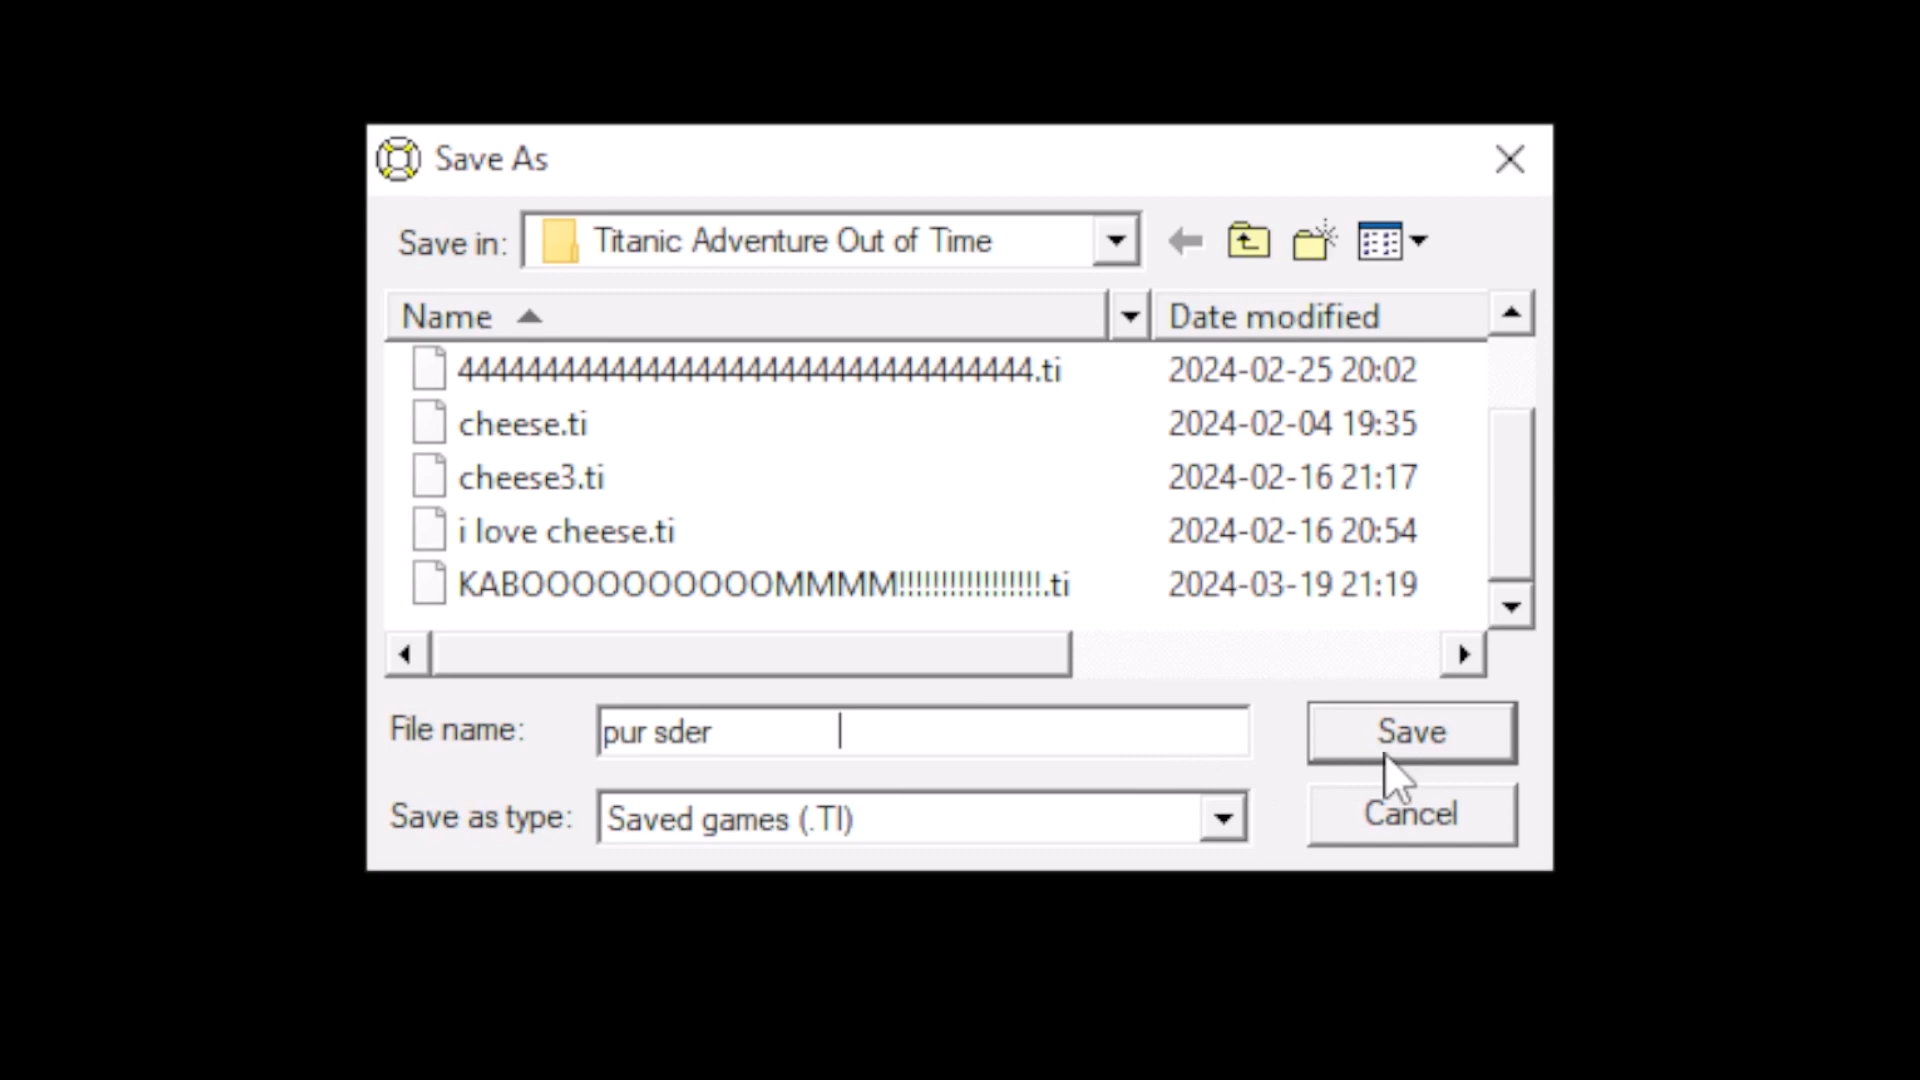 Save As
Save in: Titanic Adventure Out of Time
Name Date modified
44444444444444444444444444444444.ti 2024-02-25 20:02
cheese.ti 2024-02-04 19:35
cheese3.ti 2024-02-16 21:17
i love cheese.ti 2024-02-16 20:54
KABOOOOOOOOOOMMMM!!!!!!!!!!!!!!!!!.ti 2024-03-19 21:19
File name: pur sder Save
Save as type: Saved games (.TI) Cancel